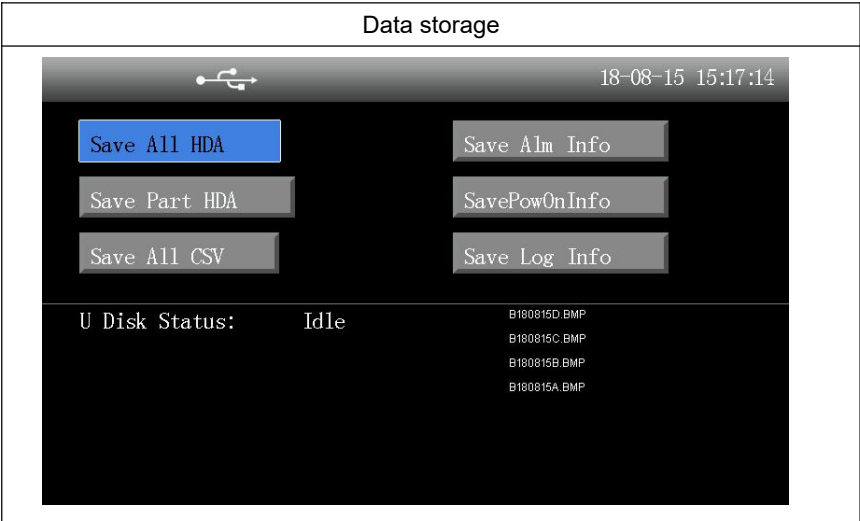 Data storage
18-08-15 15:17:14
Save All HDA
Save Alm Info
Save Part HDA
SavePowOnInfo
Save All CSV
Save Log Info
U Disk Status: Idle
B180815D.BMP
B180815C.BMP
B180815B.BMP
B180815A.BMP